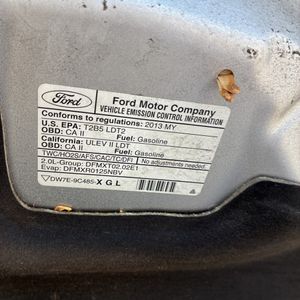 Ford
Ford Motor Company
VEHICLE EMISSION CONTROL INFORMATION
Conforms to regulations: 2013 MY
U.S. EPA: T2B5 LDT2
OBD: CA II Fuel: Gasoline
California: ULEV II LDT
OBD: CA II Fuel: Gasoline
TWC/HO2S/AFS/CAC/TC/DFI No adjustments needed.
2.0L-Group: DFMXT02.02E1
Evap: DFMXR0125NBV
DW7E-9C485-X G L